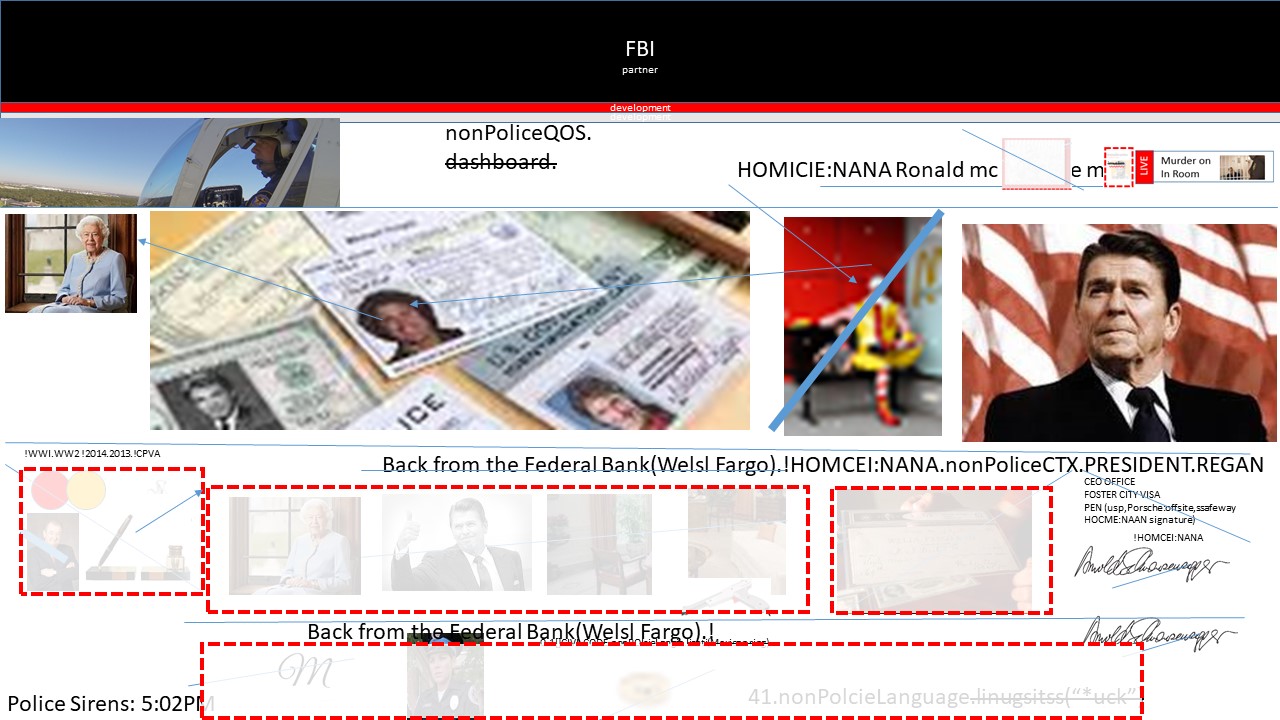 FBI
partner
development
development
nonPoliceQOS.
dashboard.
HOMICIE:NANA Ronald mc
e m
LIVE
Murder on
In Room
ICE
!WWI.WW2 !2014.2013.!CPVA
Back from the Federal Bank(Welsl Fargo).!HOMCEI:NANA.nonPoliceCTX.PRESIDENT.REGAN
CEO OFFICE
FOSTER CITY VISA
PEN (usp,Porsche:offsite,ssafeway
HOCME:NAAN signature)
!HOMCEI:NANA
Back from the Federal Bank(Welsl Fargo).!
M
41.nonPolcieLanguage.linugsitss("*uck"
Police Sirens: 5:02PM